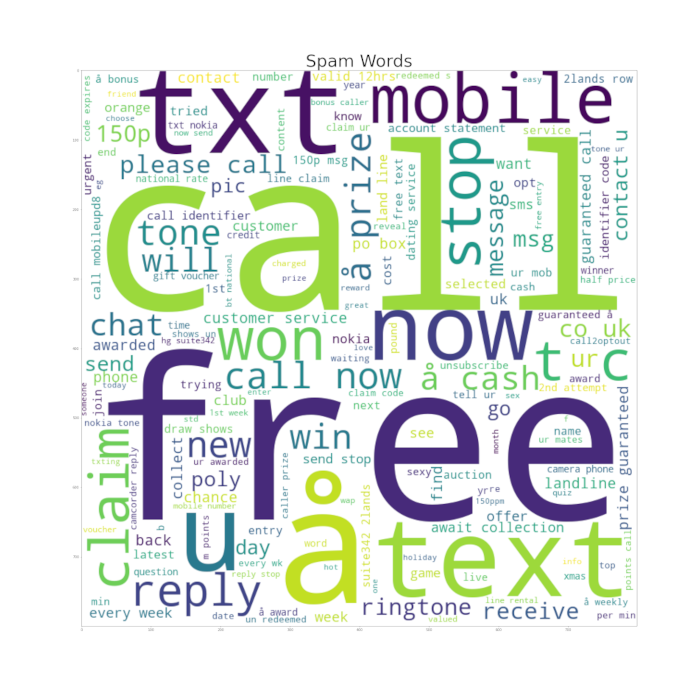 Spam Words
å bonus
contact
number
valid 12hrs
redeemed s
easy
2lands row
code expires
friend
choose
orange
150p
end
txt
tried
txt nokia
now send
content
year
bonus caller
know
claim ur
mobile
account statement
service
tone ur
urgent
please call
150p msg
national rate
line claim
eg
pic
å prize
land line
free text
dating service
stop
message
want
opt
sms
free entry
guaranteed call
identifier code
contact u
call mobileupd8
call identifier
tone
customer
credit
will
call
reveal
po box
msg
ur mob
winner
half price
gift voucher
bt national
charged
prize
cost
selected
cash
1st
reward
great
uk
chat
time
shows un
customer service
now
guaranteed å
awarded
hg suite342
won
nokia
love
waiting
pound
co uk
call2optout
send
phone
trying
call now
unsubscribe
å cash
t c
ur
award
2nd attempt
today
someone
join
club
enter
1st week
claim code
next
tell ur
sex
go
nokia tone
std
draw shows
free
new
win
see
month
f
name
ur mates
txting
claim
camcorder reply
collect
ur awarded
send stop
sexy
find
auction
camera phone
quiz
landline
prize guaranteed
poly
chance
mobile number
caller prize
wap
yrre
150ppm
offer
voucher
b
u
m points
entry
å
2lands
suite342
await collection
back
latest
day
word
text
points call
question
every wk
hot
reply stop
holiday
game
live
info
xmas
top
min
reply
one
line rental
å weekly
every week
date
å award
un redeemed
week
ringtone
valued
receive
per min